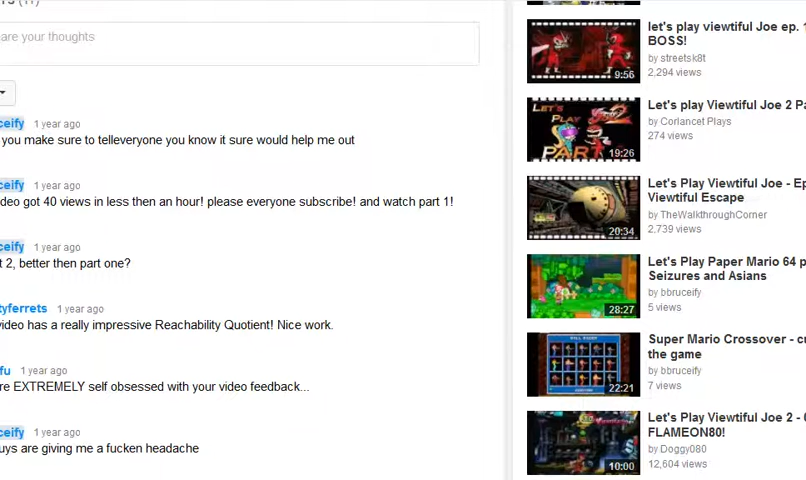 are your thoughts
ceify 1 year ago
you make sure to telleveryone you know it sure would help me out
ceify 1 year ago
deo got 40 views in less then an hour! please everyone subscribe! and watch part 1!
ceify 1 year ago
t 2, better then part one?
tyferrets 1 year ago
video has a really impressive Reachability Quotient! Nice work.
fu 1 year ago
re EXTREMELY self obsessed with your video feedback...
ceify 1 year ago
uys are giving me a fucken headache
let's play viewtiful Joe ep. 1
BOSS!
by streetsk8t
2,294 views
9:56
Let's play Viewtiful Joe 2 Pa
by Corlancet Plays
274 views
LET'S
PLAY
PART
19:26
Let's Play Viewtiful Joe - Ep
Viewtiful Escape
by TheWalkthroughCorner
2,739 views
20:34
Let's Play Paper Mario 64 p
Seizures and Asians
by bbruceify
5 views
28:27
Super Mario Crossover - cu
the game
by bbruceify
7 views
22:21
Let's Play Viewtiful Joe 2 - 
FLAMEON80!
by Doggy080
12,604 views
10:00